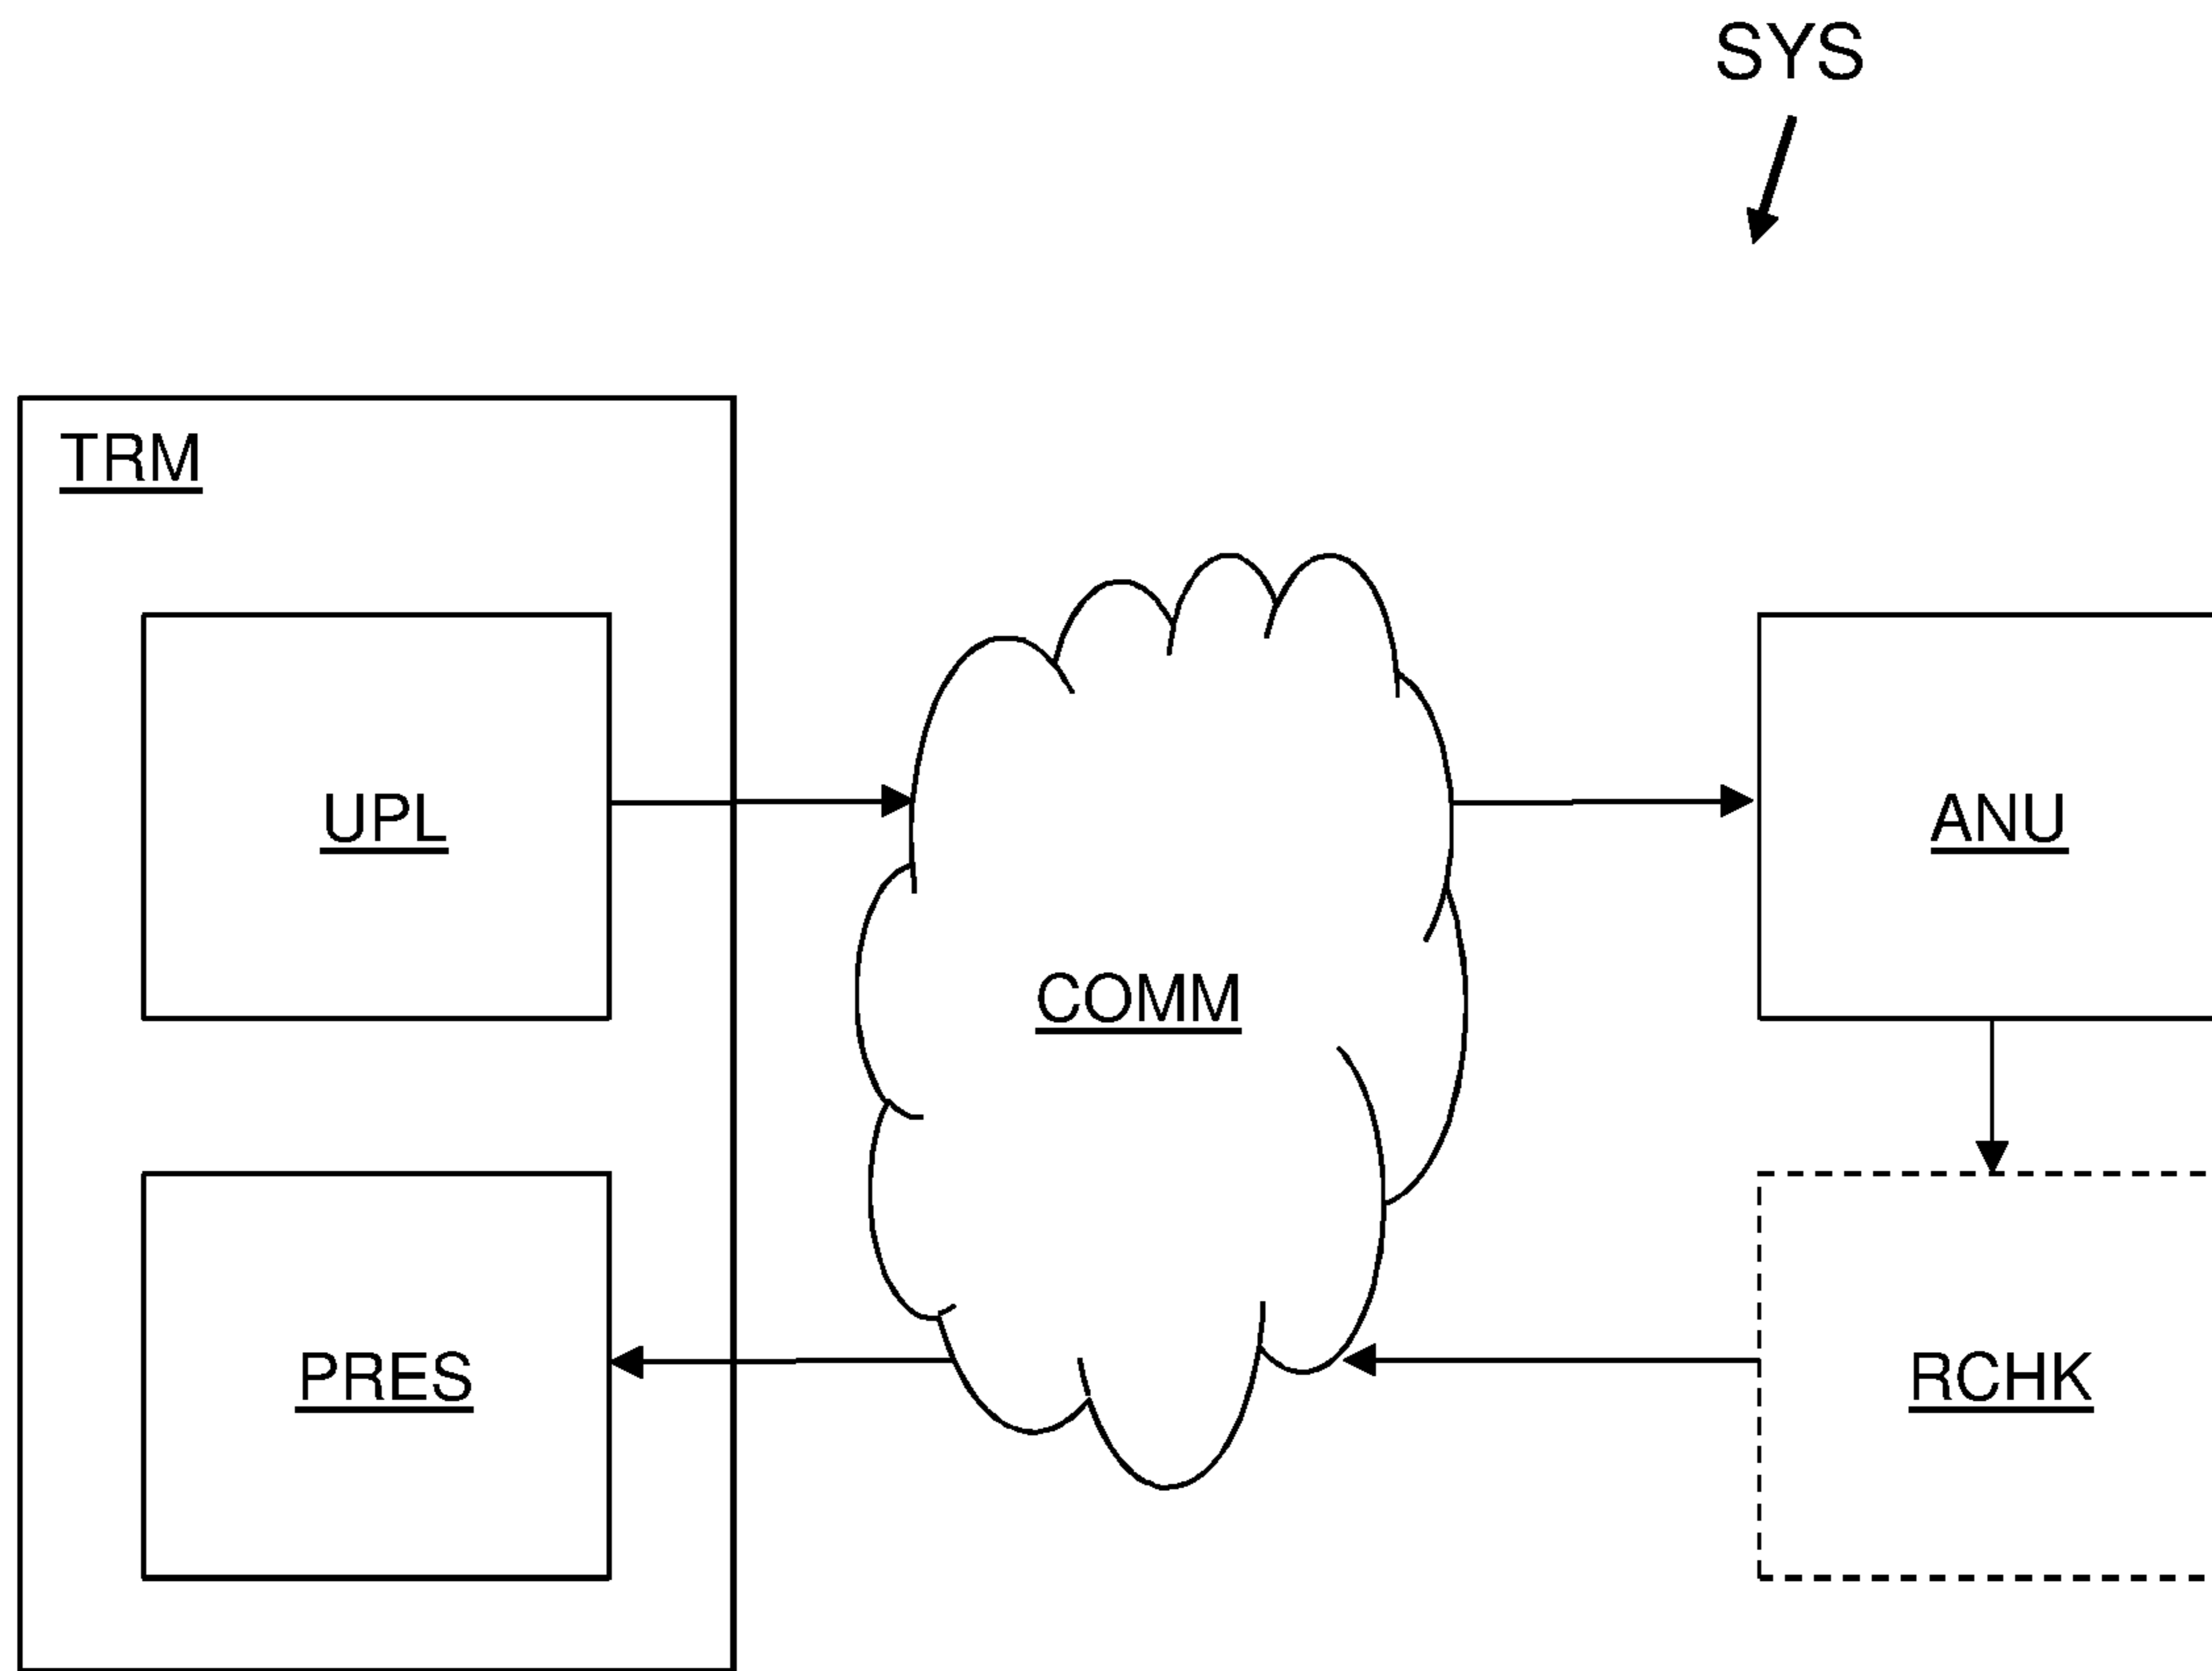 SYS
TRM
UPL
ANU
COMM
PRES
RCHK